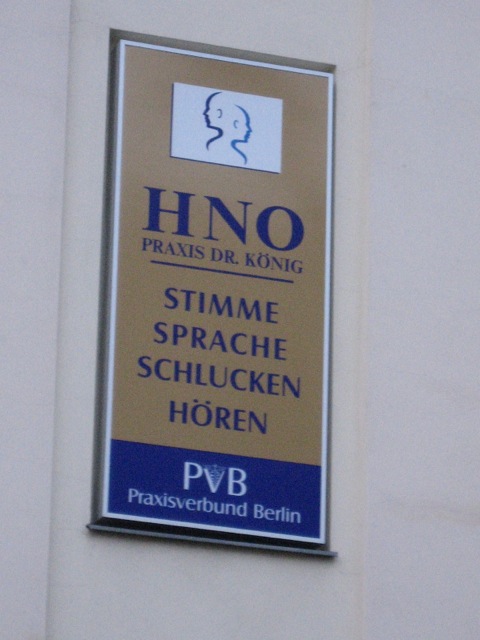 HNO
PRAXIS DR. KÖNIG
STIMME
SPRACHE
SCHLUCKEN
HÖREN
PVB
Praxisverbund Berlin